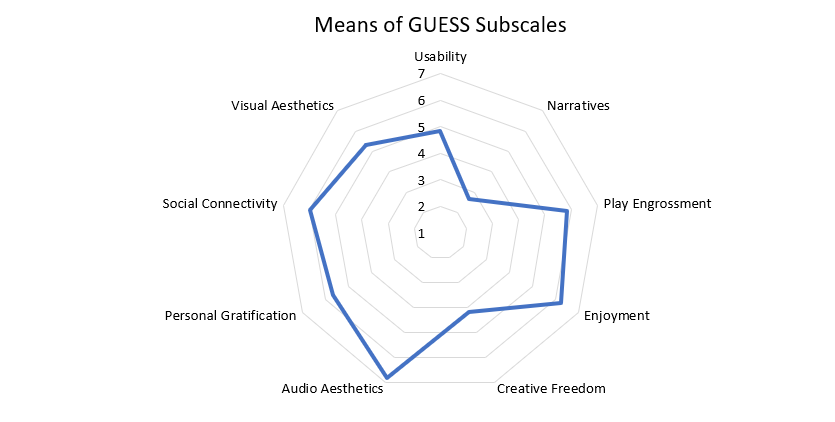 Means of GUESS Subscales
Usability
7
Visual Aesthetics
Narratives
6
5
4
3
Social Connectivity
Play Engrossment
2
1
Personal Gratification
Enjoyment
Audio Aesthetics
Creative Freedom